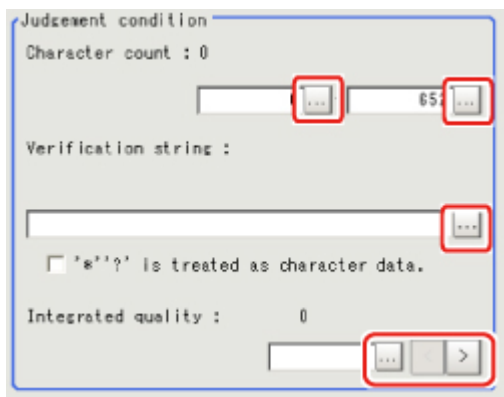 Judgement condition
Character count : 0
... ...
Verification string :
...
'*''?' is treated as character data.
Integrated quality : 0
... < >